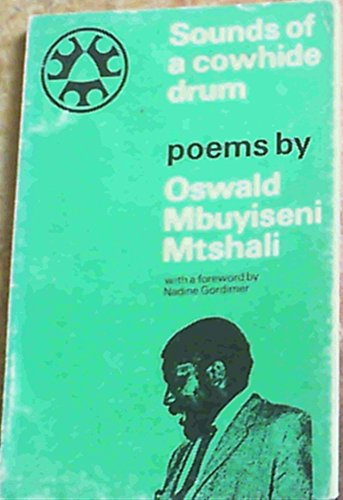 Sounds of
a cowhide
drum
poems by
Oswald
Mbuyiseni
Mtshali
with a foreword by
Nadine Gordimer